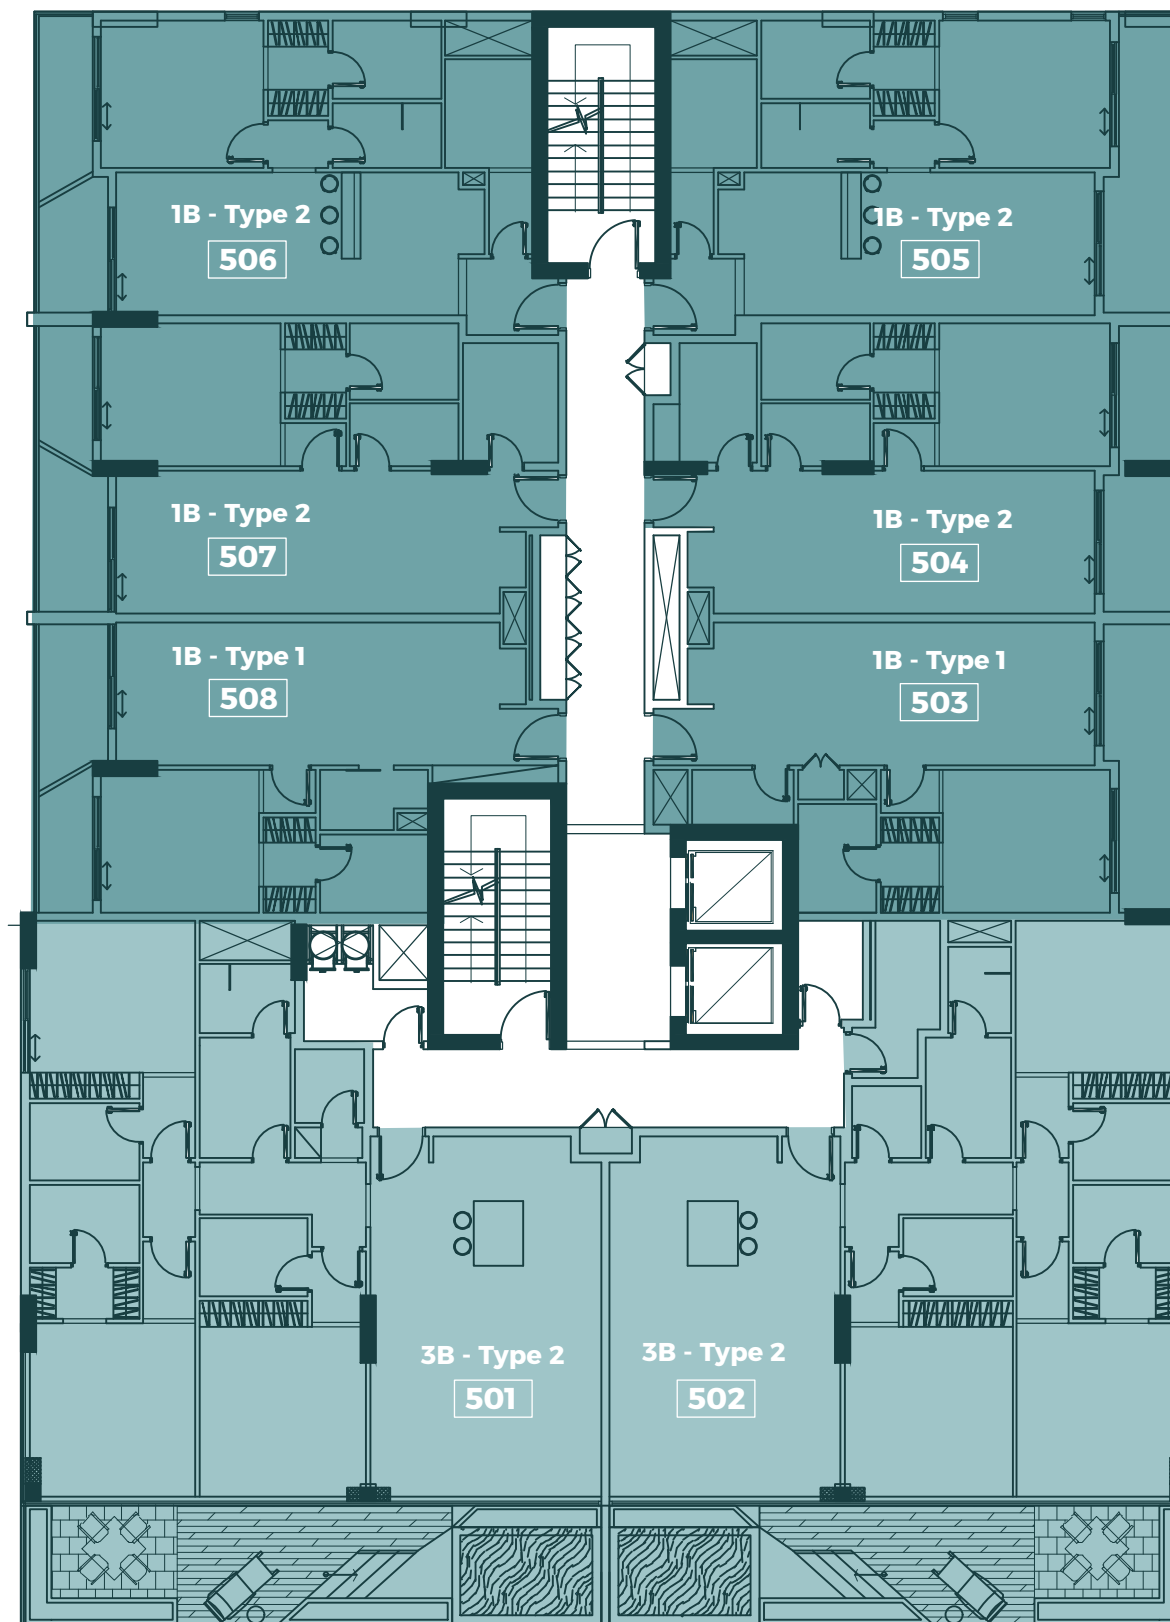 1B - Type 2
506
1B - Type 2
505
1B - Type 2
507
1B - Type 2
504
1B - Type 1
508
1B - Type 1
503
3B - Type 2
501
3B - Type 2
502